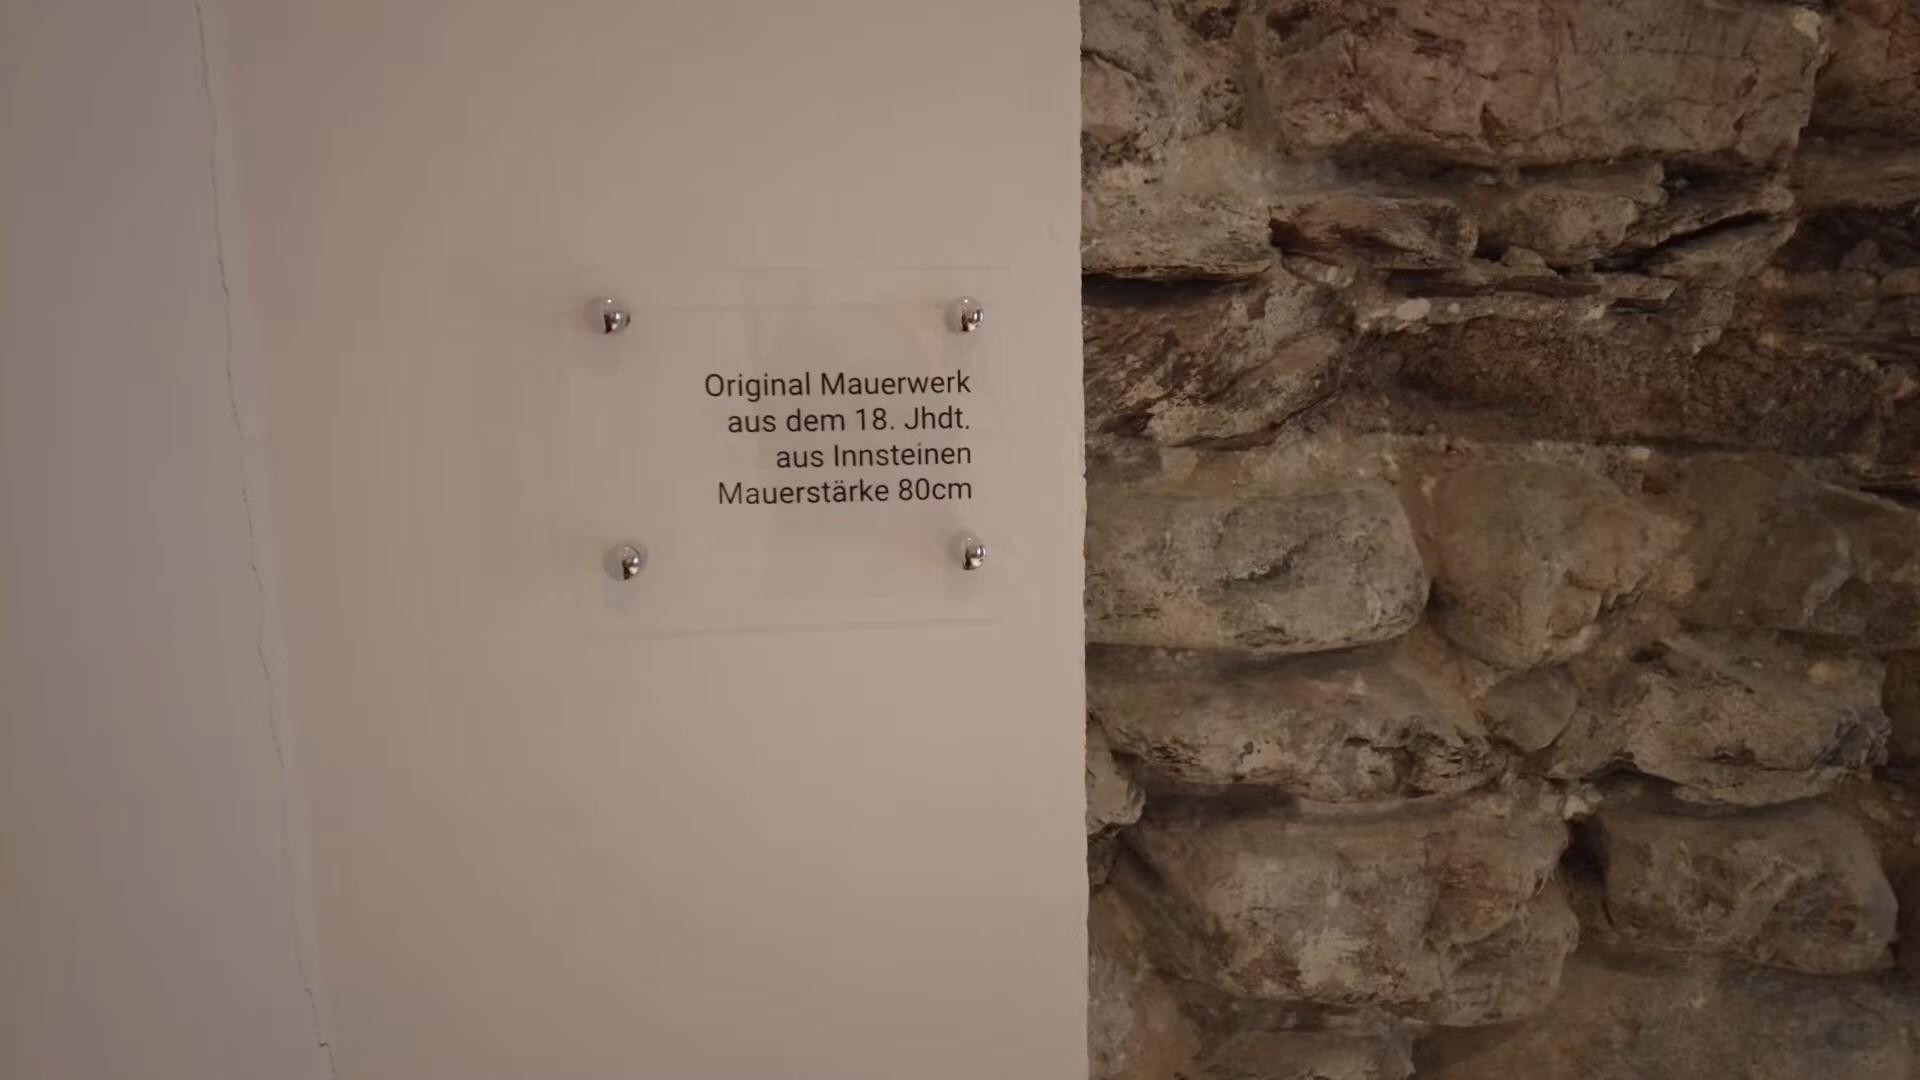 Original Mauerwerk
aus dem 18. Jhdt.
aus Innsteinen
Mauerstärke 80cm